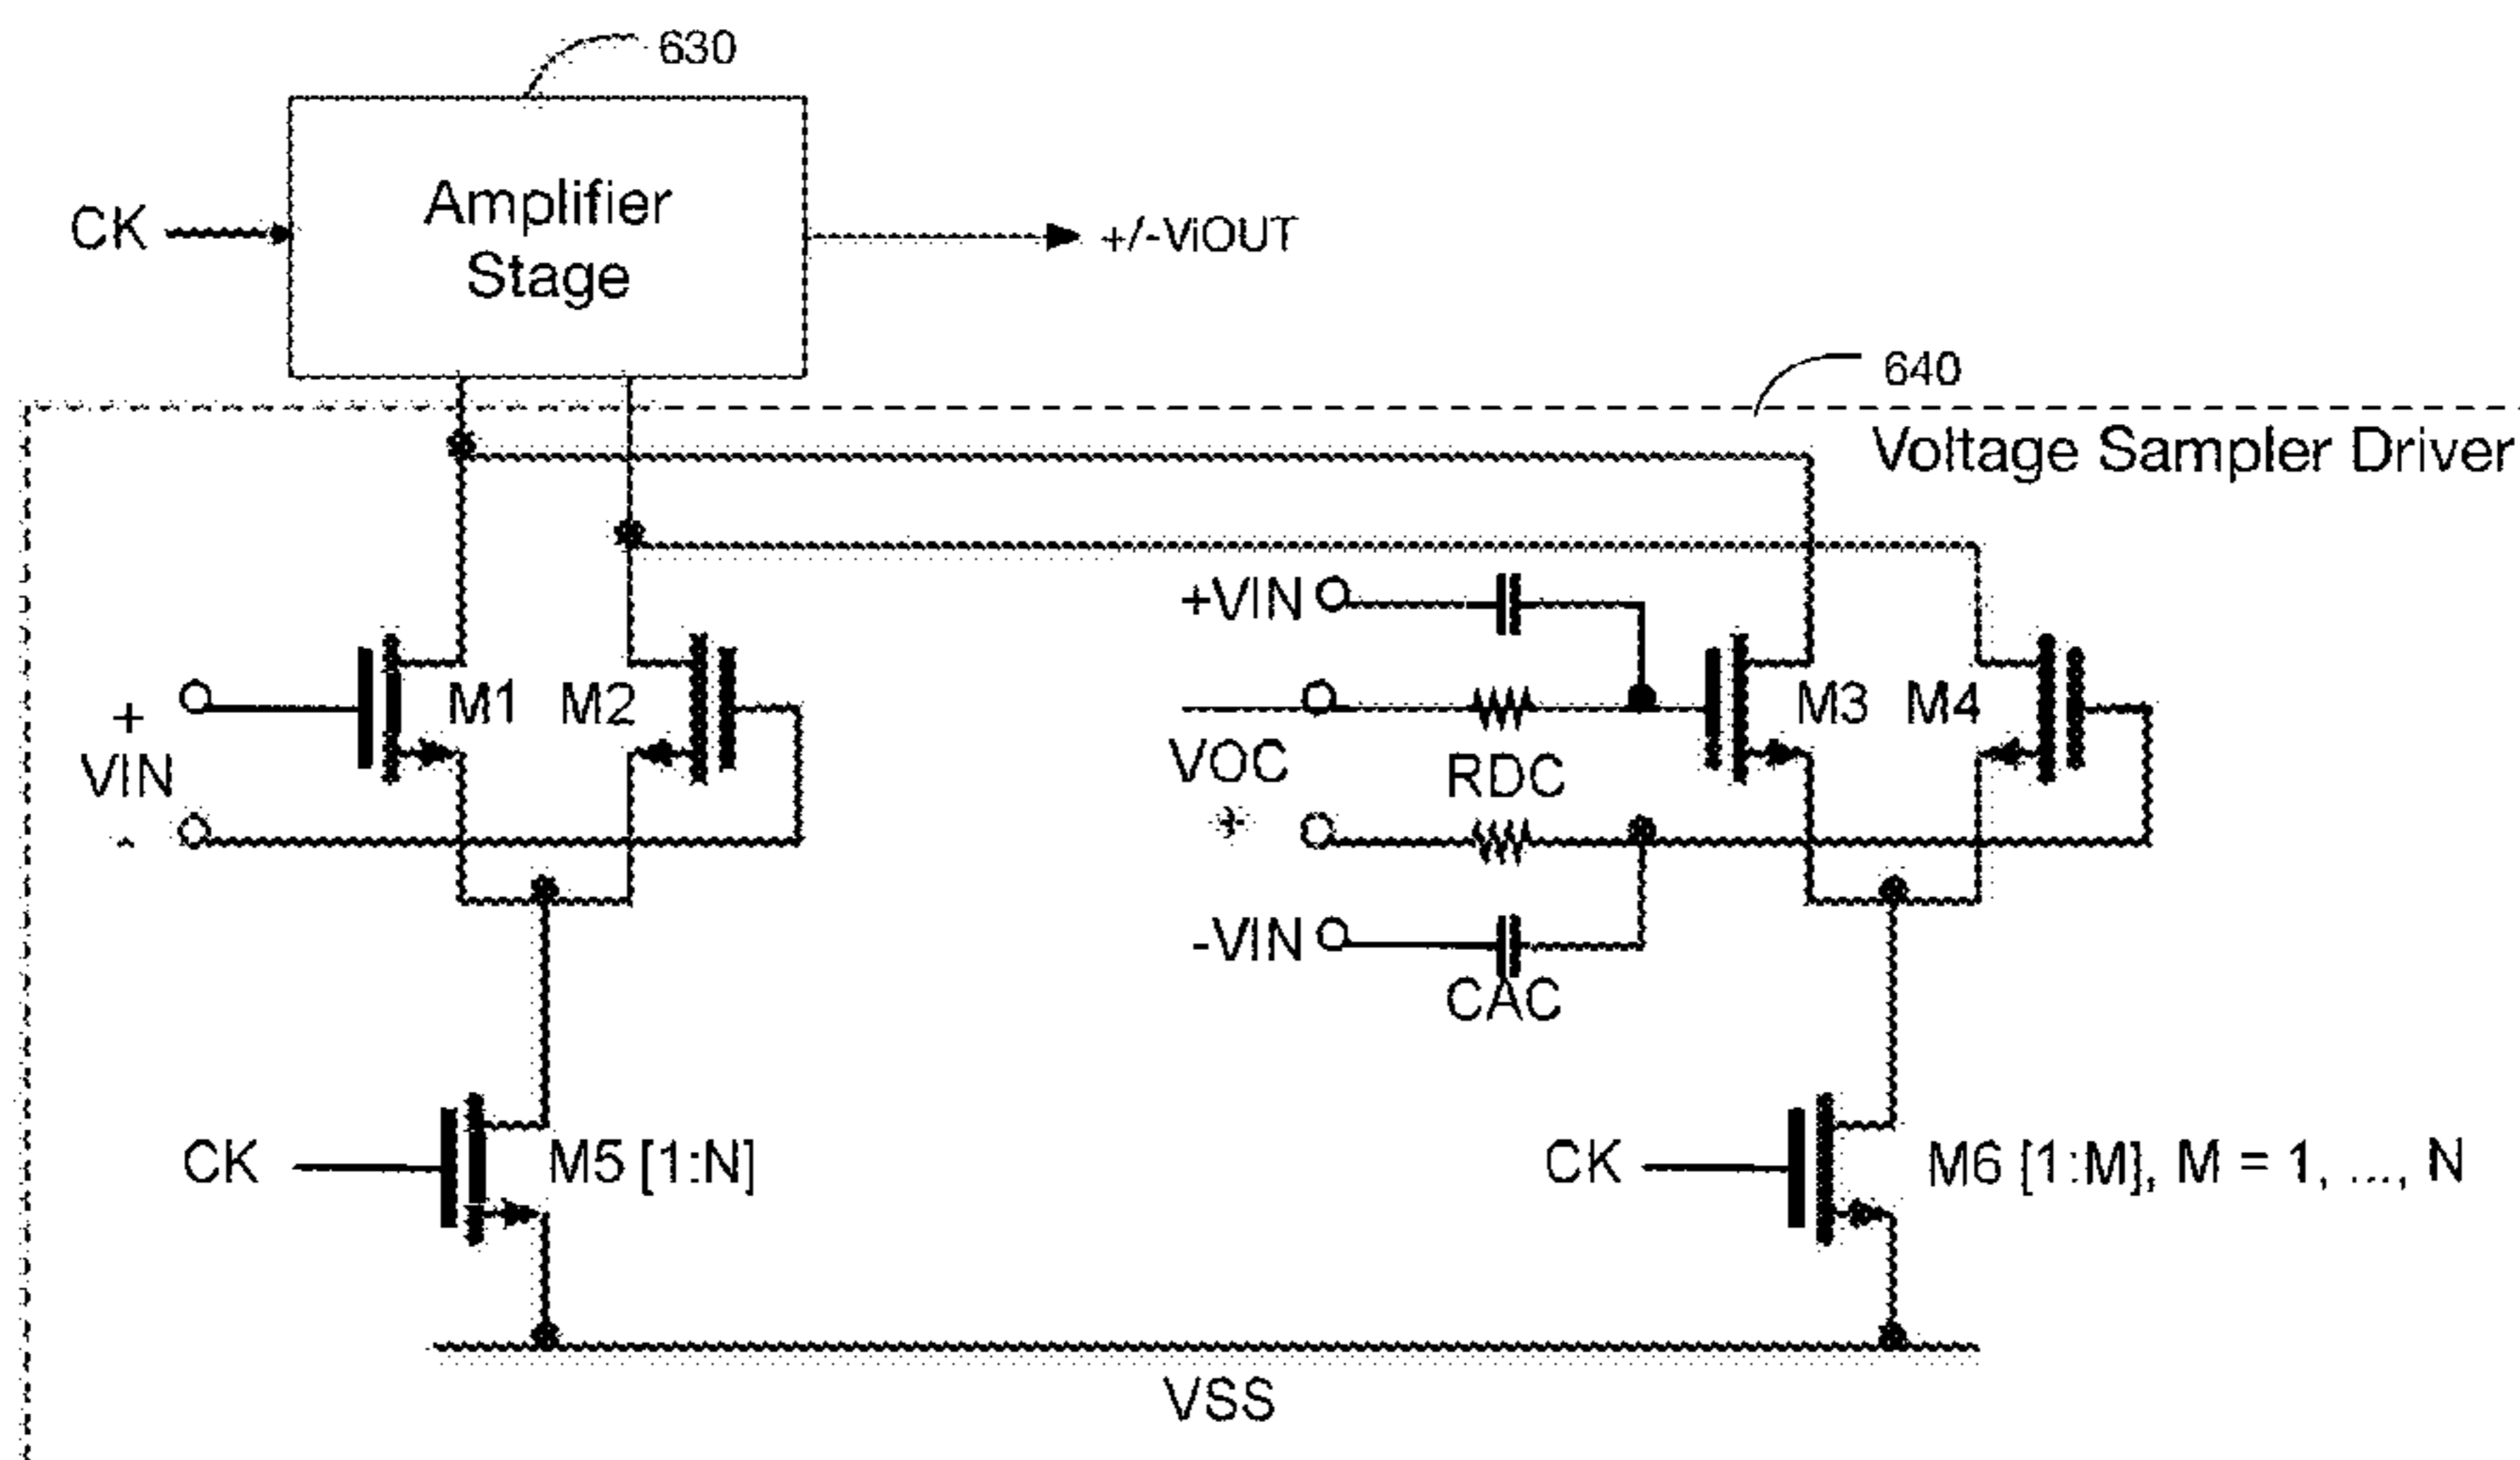 630
Amplifier
Stage
CK
+/-ViOUT
640
Voltage Sampler Driver
+VIN
M1 M2
+
VIN
-
VOC
RDC
M3 M4
+
-VIN
CAC
CK
M5 [1:N]
CK
M6 [1:M], M = 1, ..., N
VSS